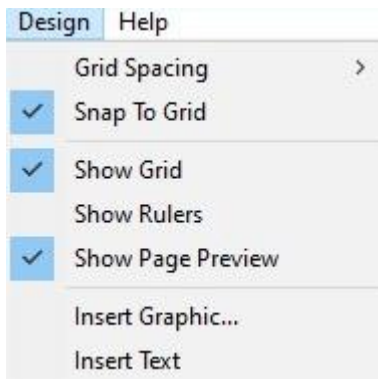 Design Help
Grid Spacing
Snap To Grid
Show Grid
Show Rulers
Show Page Preview
Insert Graphic...
Insert Text